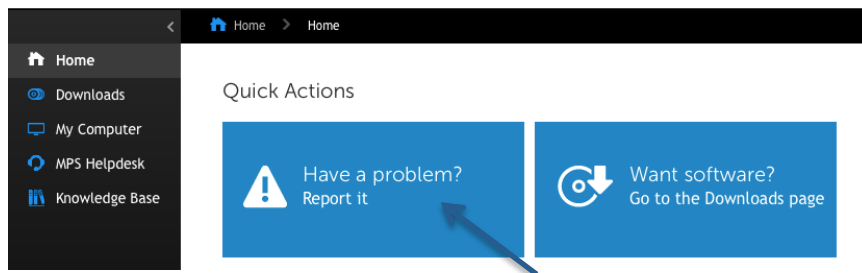 Home > Home
Home
Downloads
My Computer
MPS Helpdesk
Knowledge Base
Quick Actions
Have a problem?
Report it
Want software?
Go to the Downloads page